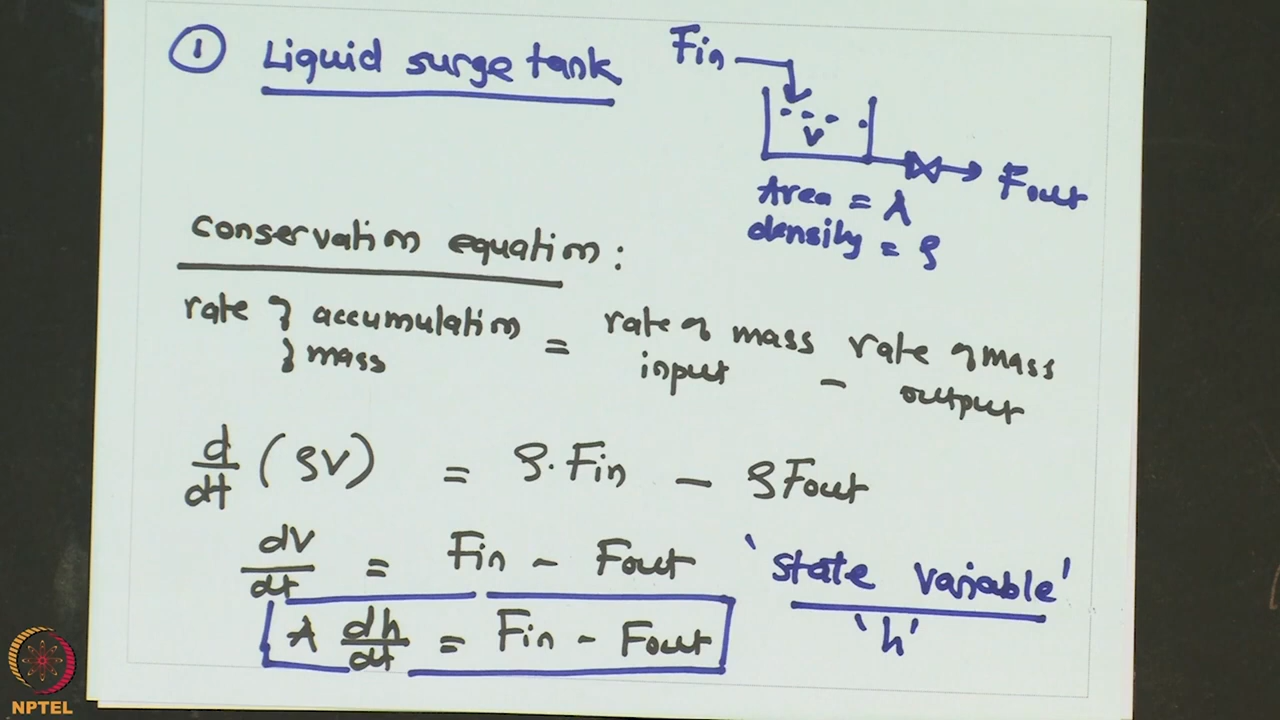 ① Liquid surge tank
Fin
V
Fout
Area = A
density = ρ
conservation equation:
rate of accumulation of mass = rate of mass input - rate of mass output
d/dt (ρV) = ρ·Fin - ρFout
dV/dt = Fin - Fout
'state variable'
A dh/dt = Fin - Fout
'h'
NPTEL